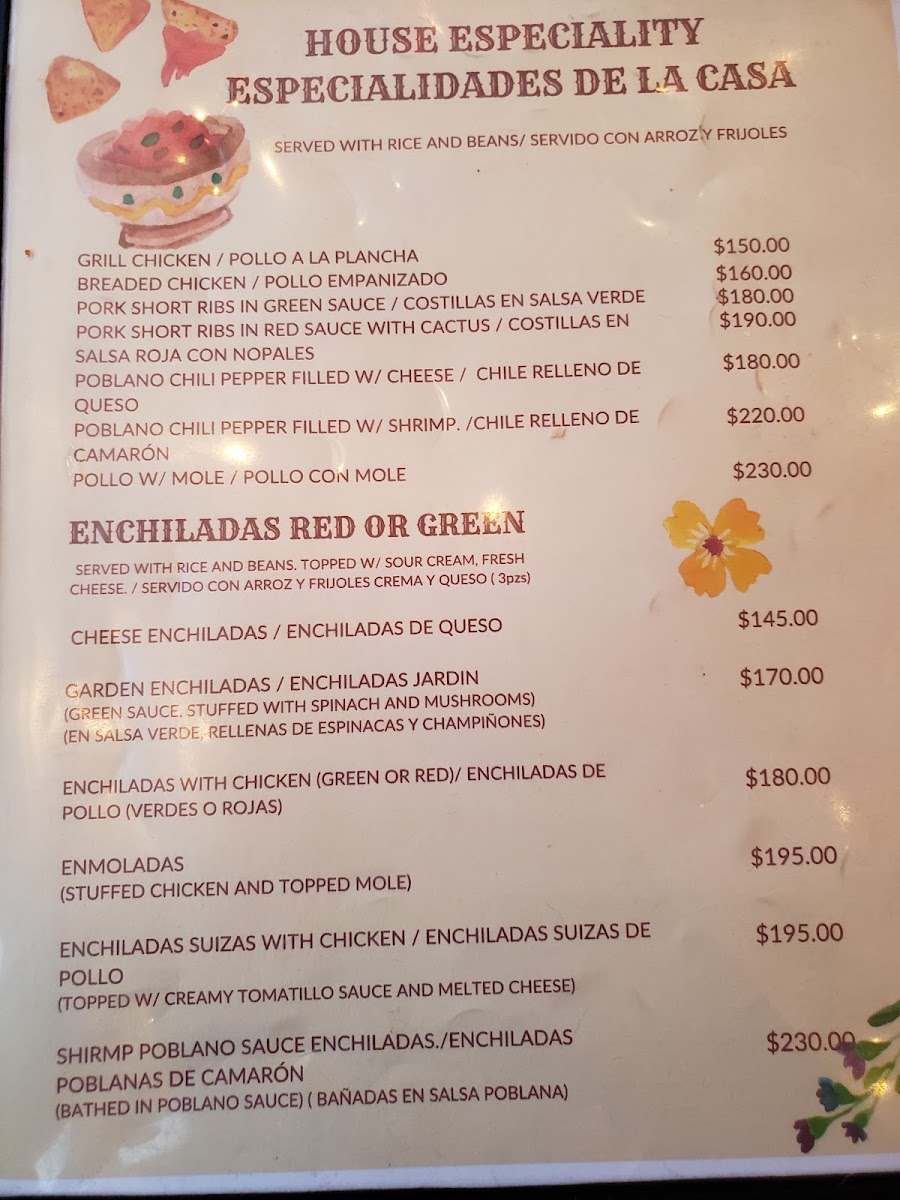 HOUSE ESPECIALITY
ESPECIALIDADES DE LA CASA
SERVED WITH RICE AND BEANS/ SERVIDO CON ARROZ Y FRIJOLES
GRILL CHICKEN / POLLO A LA PLANCHA $150.00
BREADED CHICKEN / POLLO EMPANIZADO $160.00
PORK SHORT RIBS IN GREEN SAUCE / COSTILLAS EN SALSA VERDE $180.00
PORK SHORT RIBS IN RED SAUCE WITH CACTUS / COSTILLAS EN $190.00
SALSA ROJA CON NOPALES
POBLANO CHILI PEPPER FILLED W/ CHEESE / CHILE RELLENO DE $180.00
QUESO
POBLANO CHILI PEPPER FILLED W/ SHRIMP. /CHILE RELLENO DE $220.00
CAMARÓN
POLLO W/ MOLE / POLLO CON MOLE $230.00
ENCHILADAS RED OR GREEN
SERVED WITH RICE AND BEANS. TOPPED W/ SOUR CREAM, FRESH
CHEESE. / SERVIDO CON ARROZ Y FRIJOLES CREMA Y QUESO ( 3pzs)
CHEESE ENCHILADAS / ENCHILADAS DE QUESO $145.00
GARDEN ENCHILADAS / ENCHILADAS JARDIN $170.00
(GREEN SAUCE, STUFFED WITH SPINACH AND MUSHROOMS)
(EN SALSA VERDE, RELLENAS DE ESPINACAS Y CHAMPIÑONES)
ENCHILADAS WITH CHICKEN (GREEN OR RED)/ ENCHILADAS DE $180.00
POLLO (VERDES O ROJAS)
ENMOLADAS $195.00
(STUFFED CHICKEN AND TOPPED MOLE)
ENCHILADAS SUIZAS WITH CHICKEN / ENCHILADAS SUIZAS DE $195.00
POLLO
(TOPPED W/ CREAMY TOMATILLO SAUCE AND MELTED CHEESE)
SHIRMP POBLANO SAUCE ENCHILADAS./ENCHILADAS $230.00
POBLANAS DE CAMARÓN
(BATHED IN POBLANO SAUCE) ( BAÑADAS EN SALSA POBLANA)